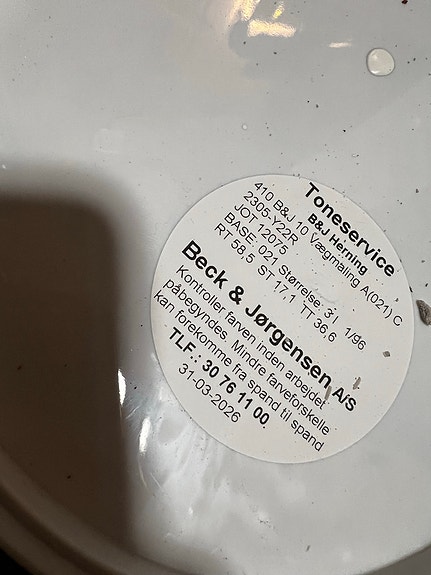 Toneservice
B&J Herning
410 B&J 10 Vægmaling A(021) C
2305-Y22R
JOT 12075
BASE: 021 Størrelse: 3 l 1/96
RT 58.5 ST 17,1 TT 36,6
Beck & Jørgensen A/S
Kontroller farven inden arbejdet
påbegyndes. Mindre farveforskelle
kan forekomme fra spand til spand
TLF.: 30 76 11 00
31-03-2026